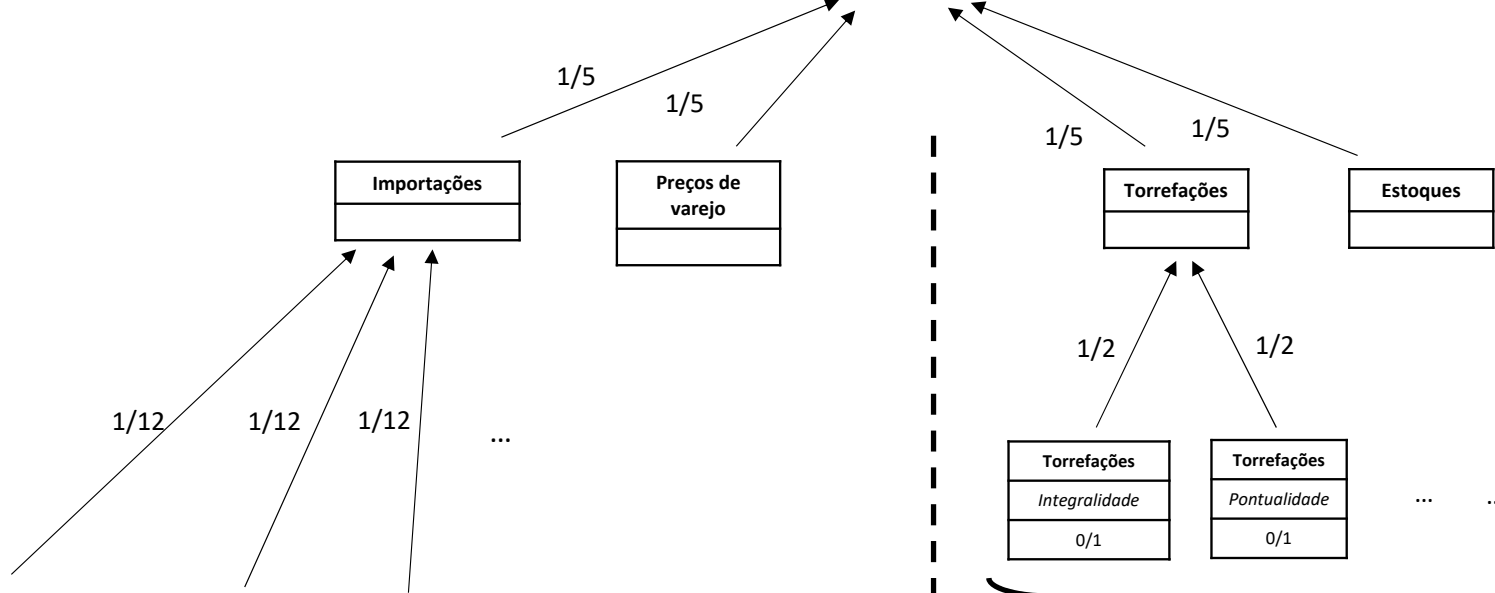 1/5
1/5
1/5
1/5
Importações
Preços de
varejo
Torrefações
Estoques
1/2
1/2
1/12
1/12
1/12
...
Torrefações
Integralidade
0/1
Torrefações
Pontualidade
0/1
...
..